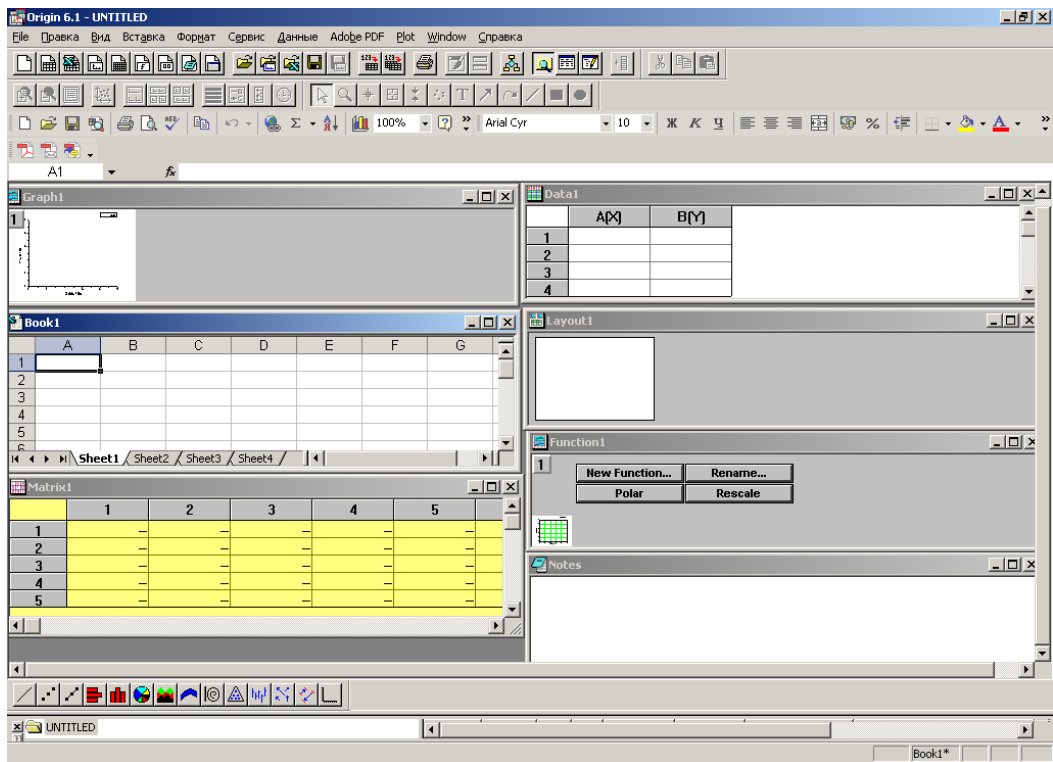 Origin 6.1 - UNTITLED
File Правка Вид Вставка Формат Сервис Данные Adobe PDF Plot Window Справка
100% Arial Cyr 10 Ж К Ч %
A1 fx
Graph1
1
Data1
A(X) B(Y)
1
2
3
4
Book1
A B C D E F G
1
2
3
4
5
6
Sheet1 Sheet2 Sheet3 Sheet4
Layout1
Function1
1
New Function... Rename...
Polar Rescale
Matrix1
1 2 3 4 5
1 -- -- -- -- --
2 -- -- -- -- --
3 -- -- -- -- --
4 -- -- -- -- --
5 -- -- -- -- --
Notes
UNTITLED
Book1*